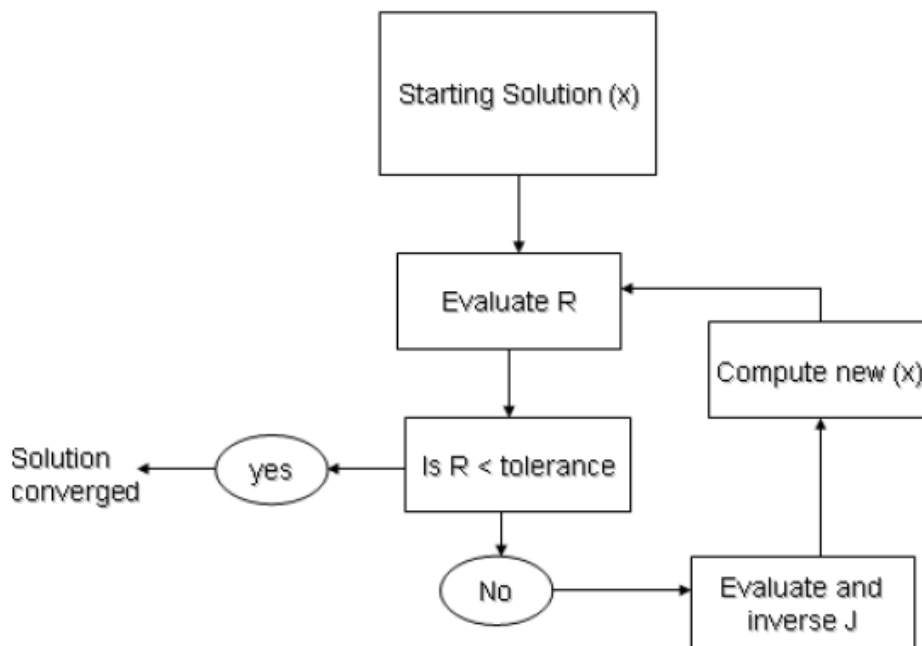 Starting Solution (x)
Evaluate R
Compute new (x)
Is R < tolerance
yes
Solution
converged
No
Evaluate and
inverse J